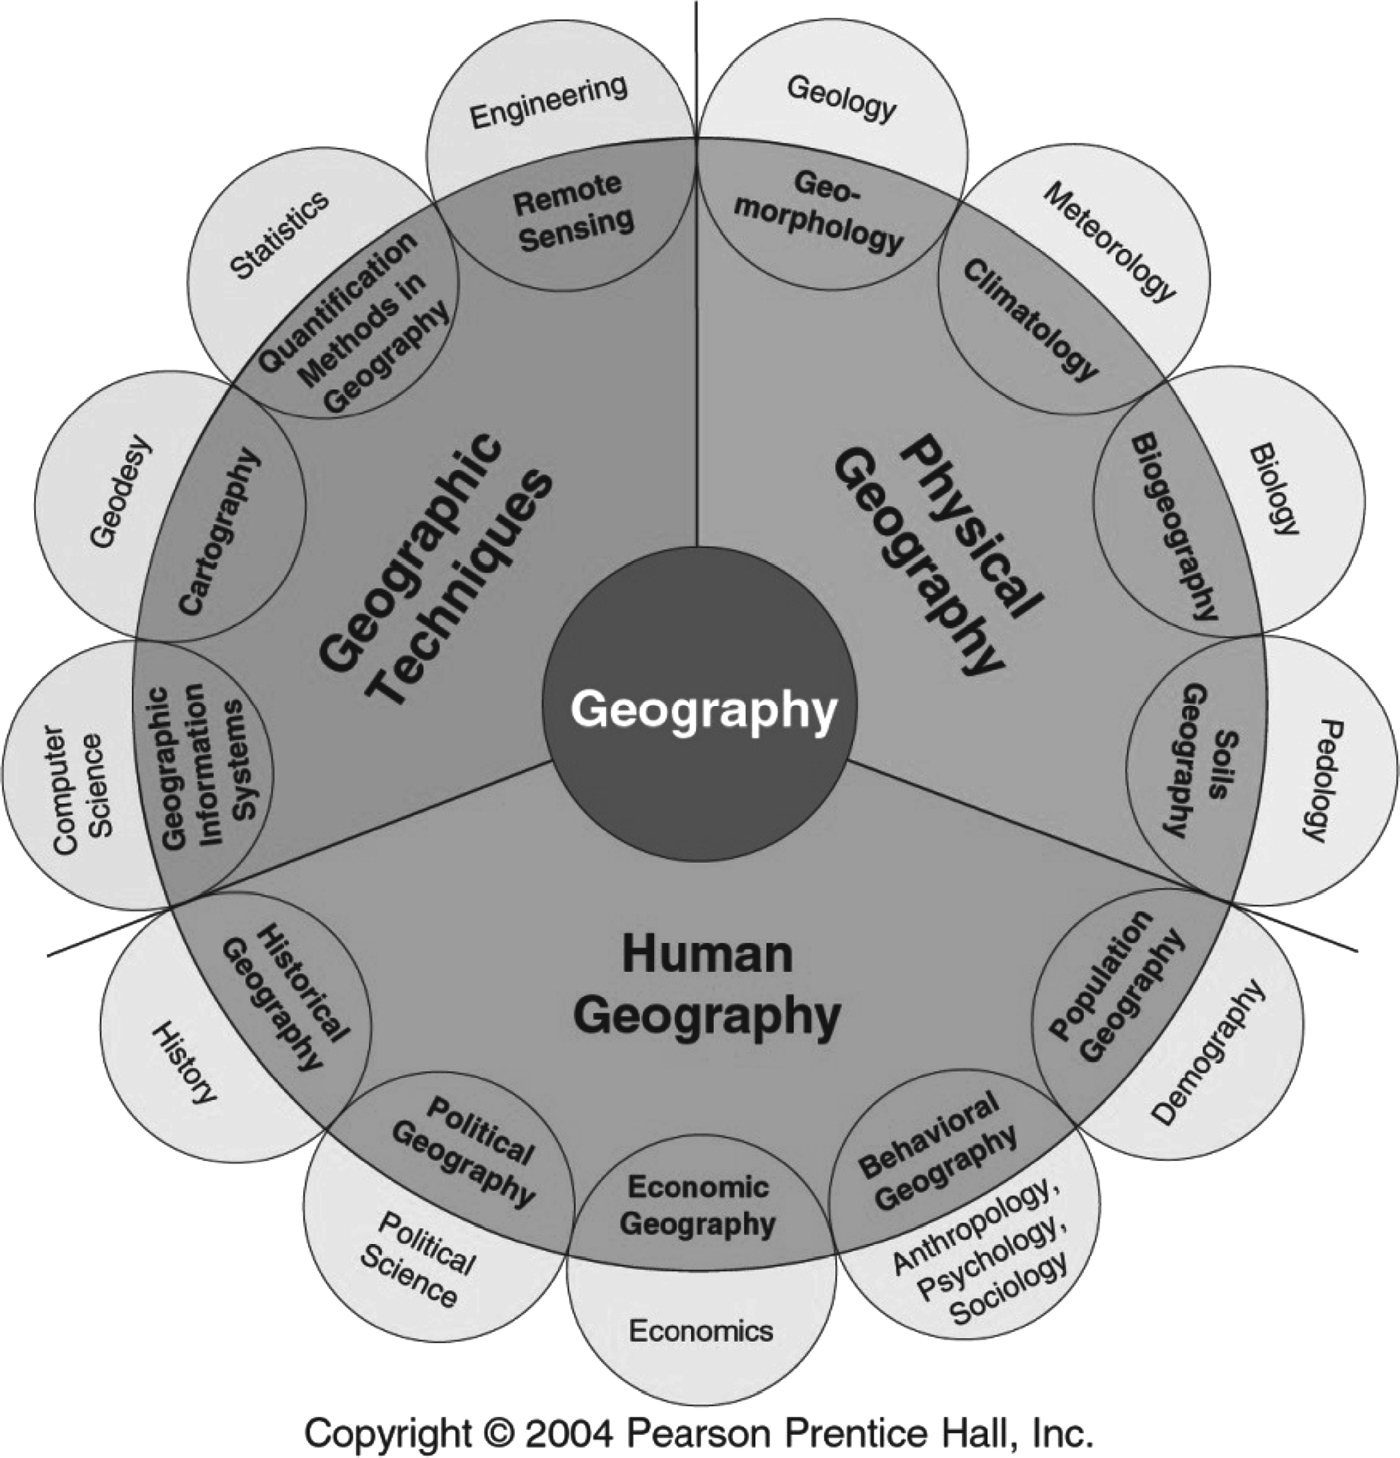 Engineering
Geology
Remote
Sensing
Geo-
morphology
Statistics
Quantification
Methods in
Geography
Meteorology
Climatology
Geodesy
Cartography
Biology
Biogeography
Geographic
Techniques
Physical
Geography
Geography
Computer
Science
Geographic
Information
Systems
Soils
Geography
Pedology
Human
Geography
History
Historical
Geography
Population
Geography
Demography
Political
Geography
Political
Science
Economic
Geography
Economics
Behavioral
Geography
Anthropology,
Psychology,
Sociology
Copyright © 2004 Pearson Prentice Hall, Inc.